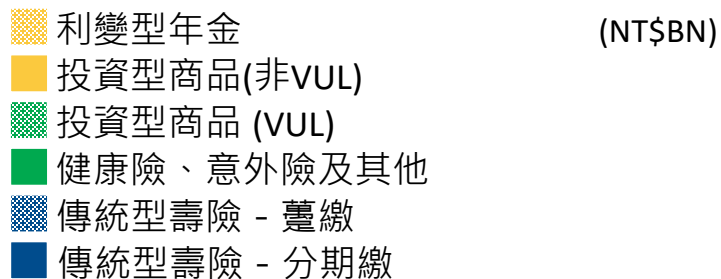 利變型年金 (NT$BN)
投資型商品(非VUL)
投資型商品 (VUL)
健康險、意外險及其他
傳統型壽險 - 躉繳
傳統型壽險 - 分期繳